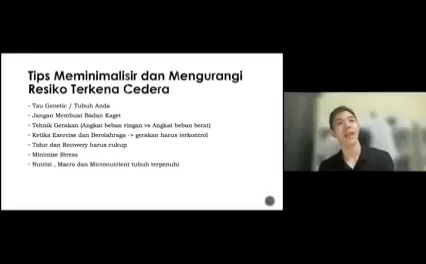 Tips Meminimalisir dan Mengurangi
Resiko Terkena Cedera
Tau Genetic / Tubuh Anda
Jangan Membuat Badan Kaget
Tehnik Gerakan (Angkat beban ringan vs Angkat beban berat)
Ketika Exercise dan Berolahraga -> gerakan harus terkontrol
Tidur dan Recovery harus cukup
Minimize Stress
Nutrisi , Macro dan Micronutrient tubuh terpenuhi